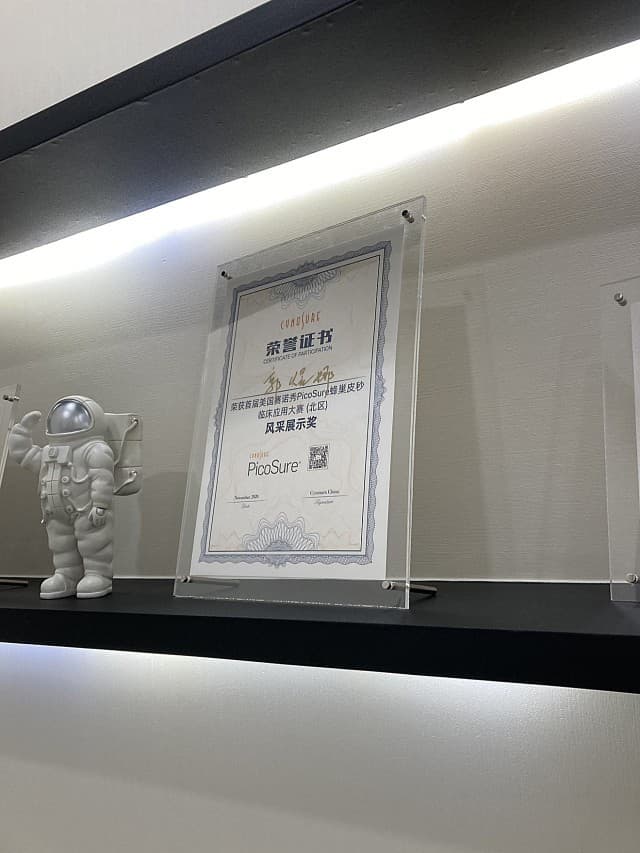 CYNOSURE
荣誉证书
CERTIFICATE OF PARTICIPATION
荣获首届美国赛诺秀PicoSure蜂巢皮秒
临床应用大赛 (北区)
风采展示奖
CYNOSURE
PicoSure®
November 2020 Cynosure China
Date Signature